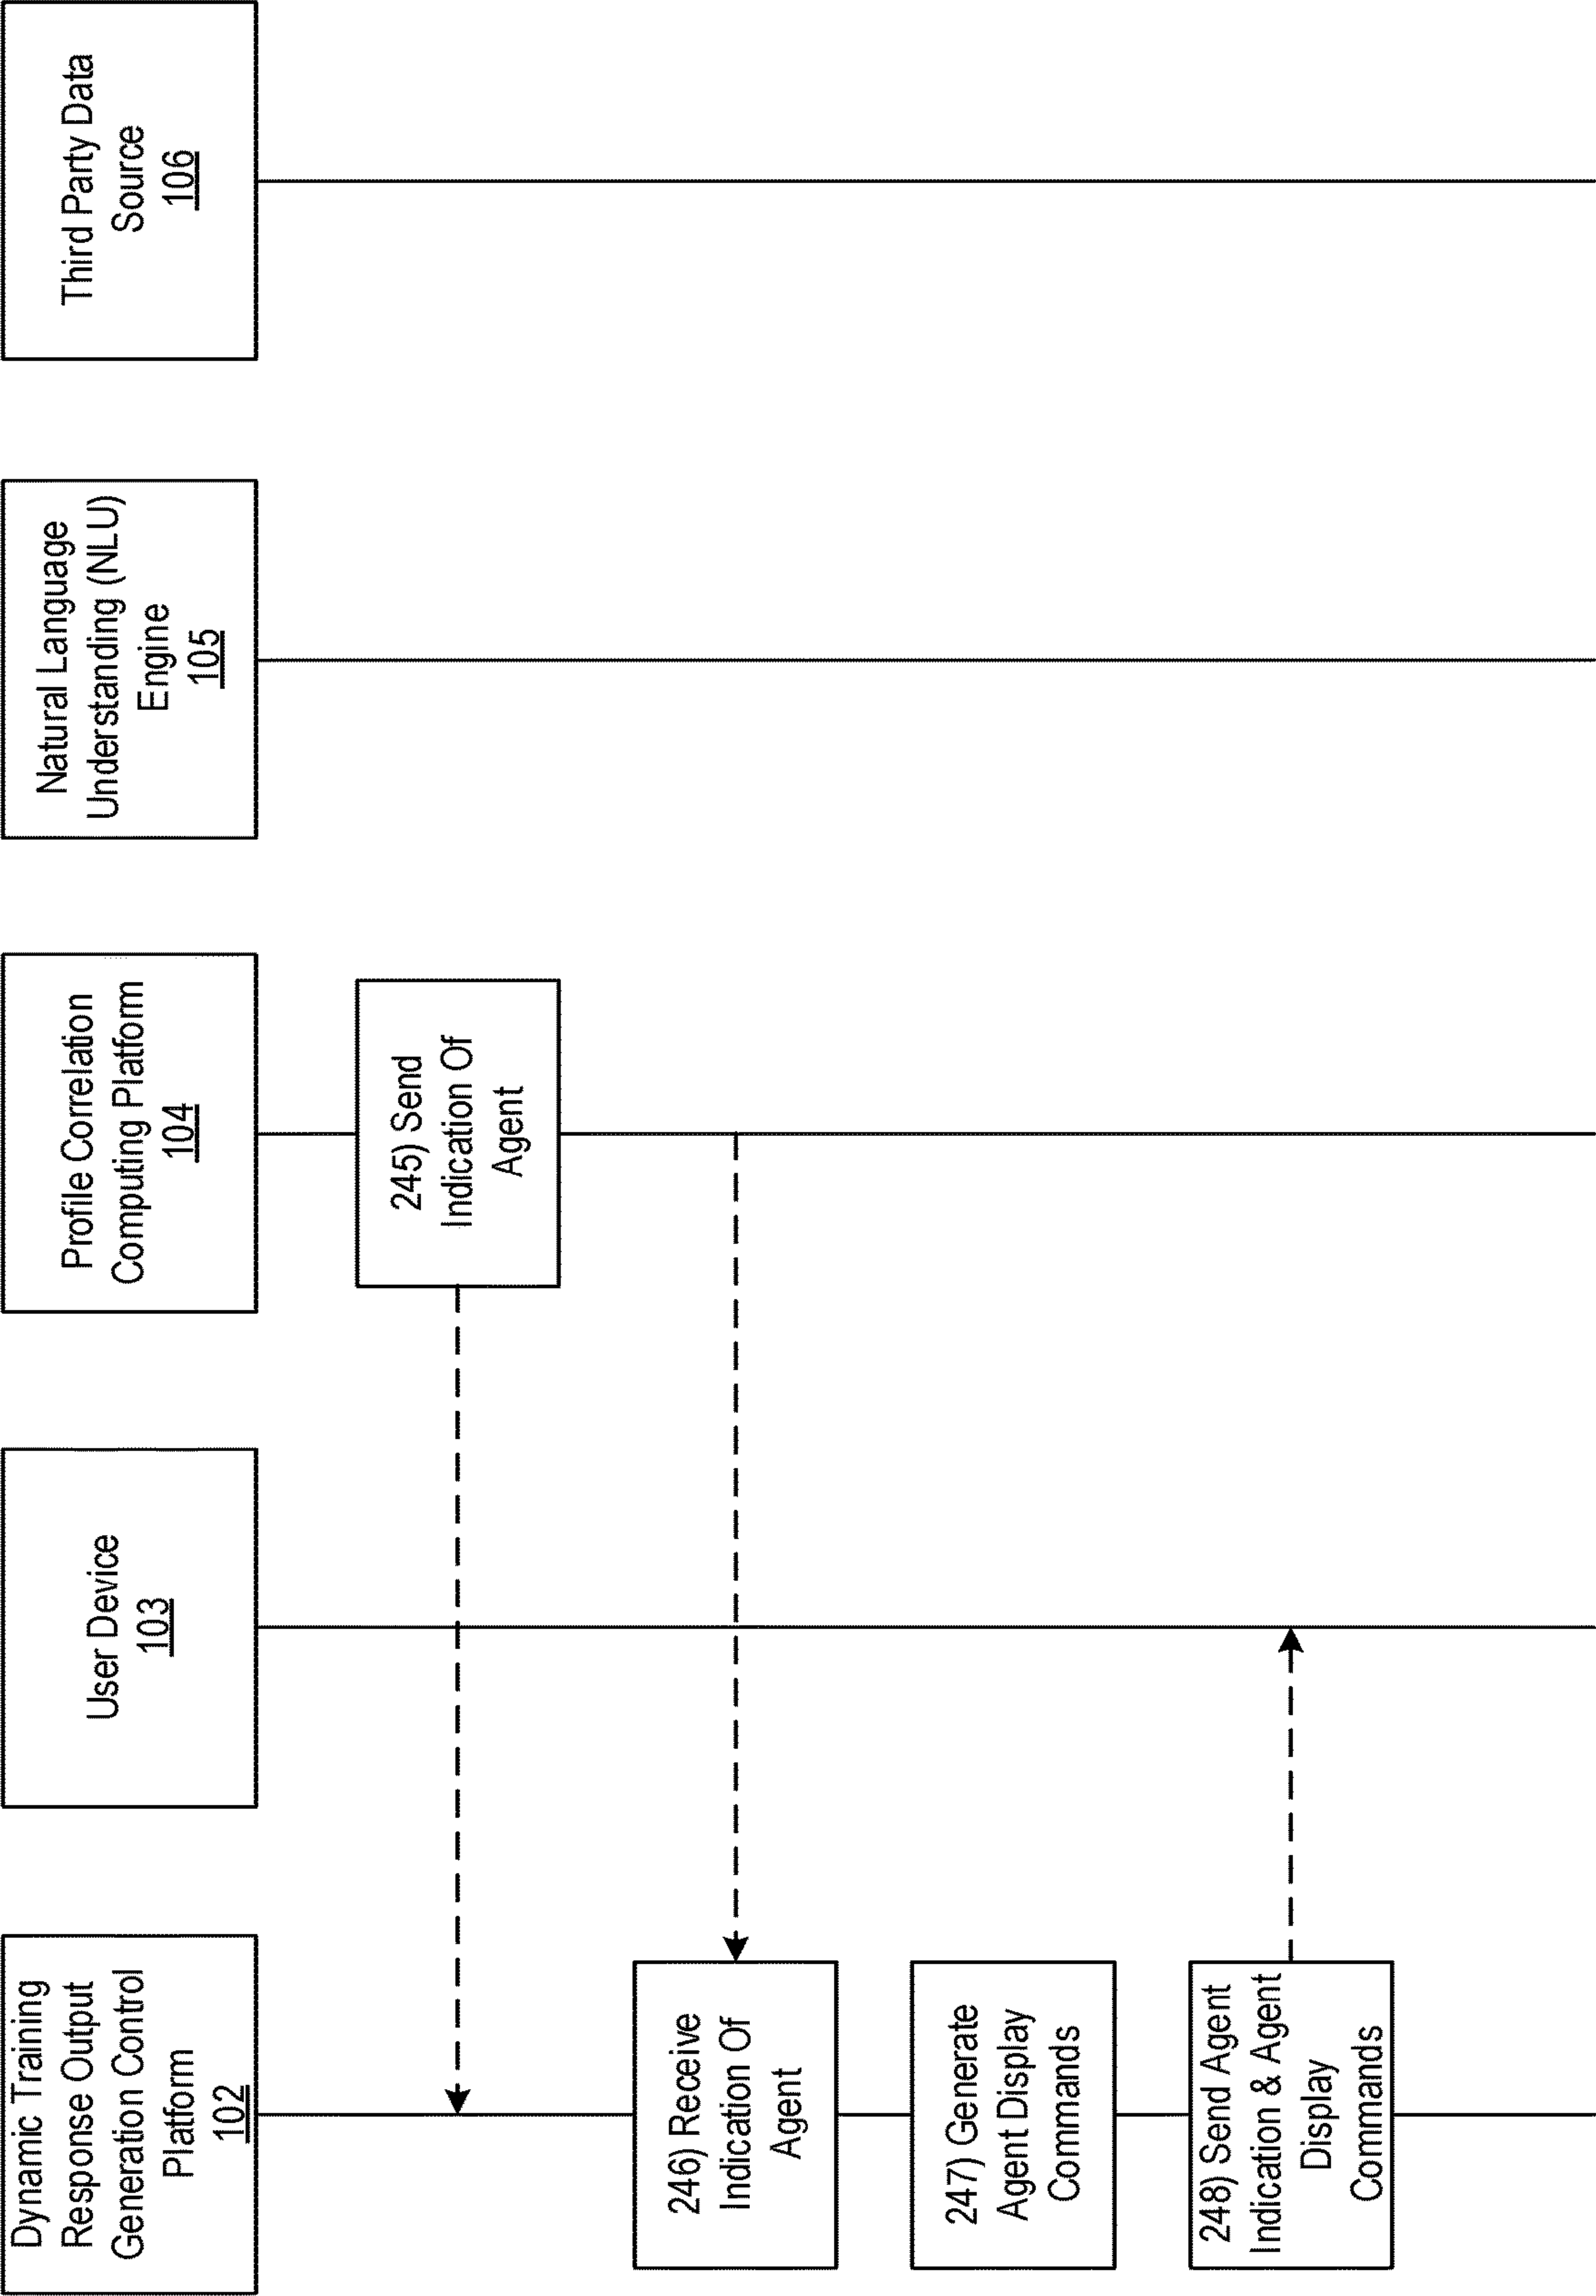 Dynamic Training
Response Output
Generation Control
Platform
102
User Device
103
Profile Correlation
Computing Platform
104
Natural Language
Understanding (NLU)
Engine
105
Third Party Data
Source
106
245) Send
Indication Of
Agent
246) Receive
Indication Of
Agent
247) Generate
Agent Display
Commands
248) Send Agent
Indication & Agent
Display
Commands